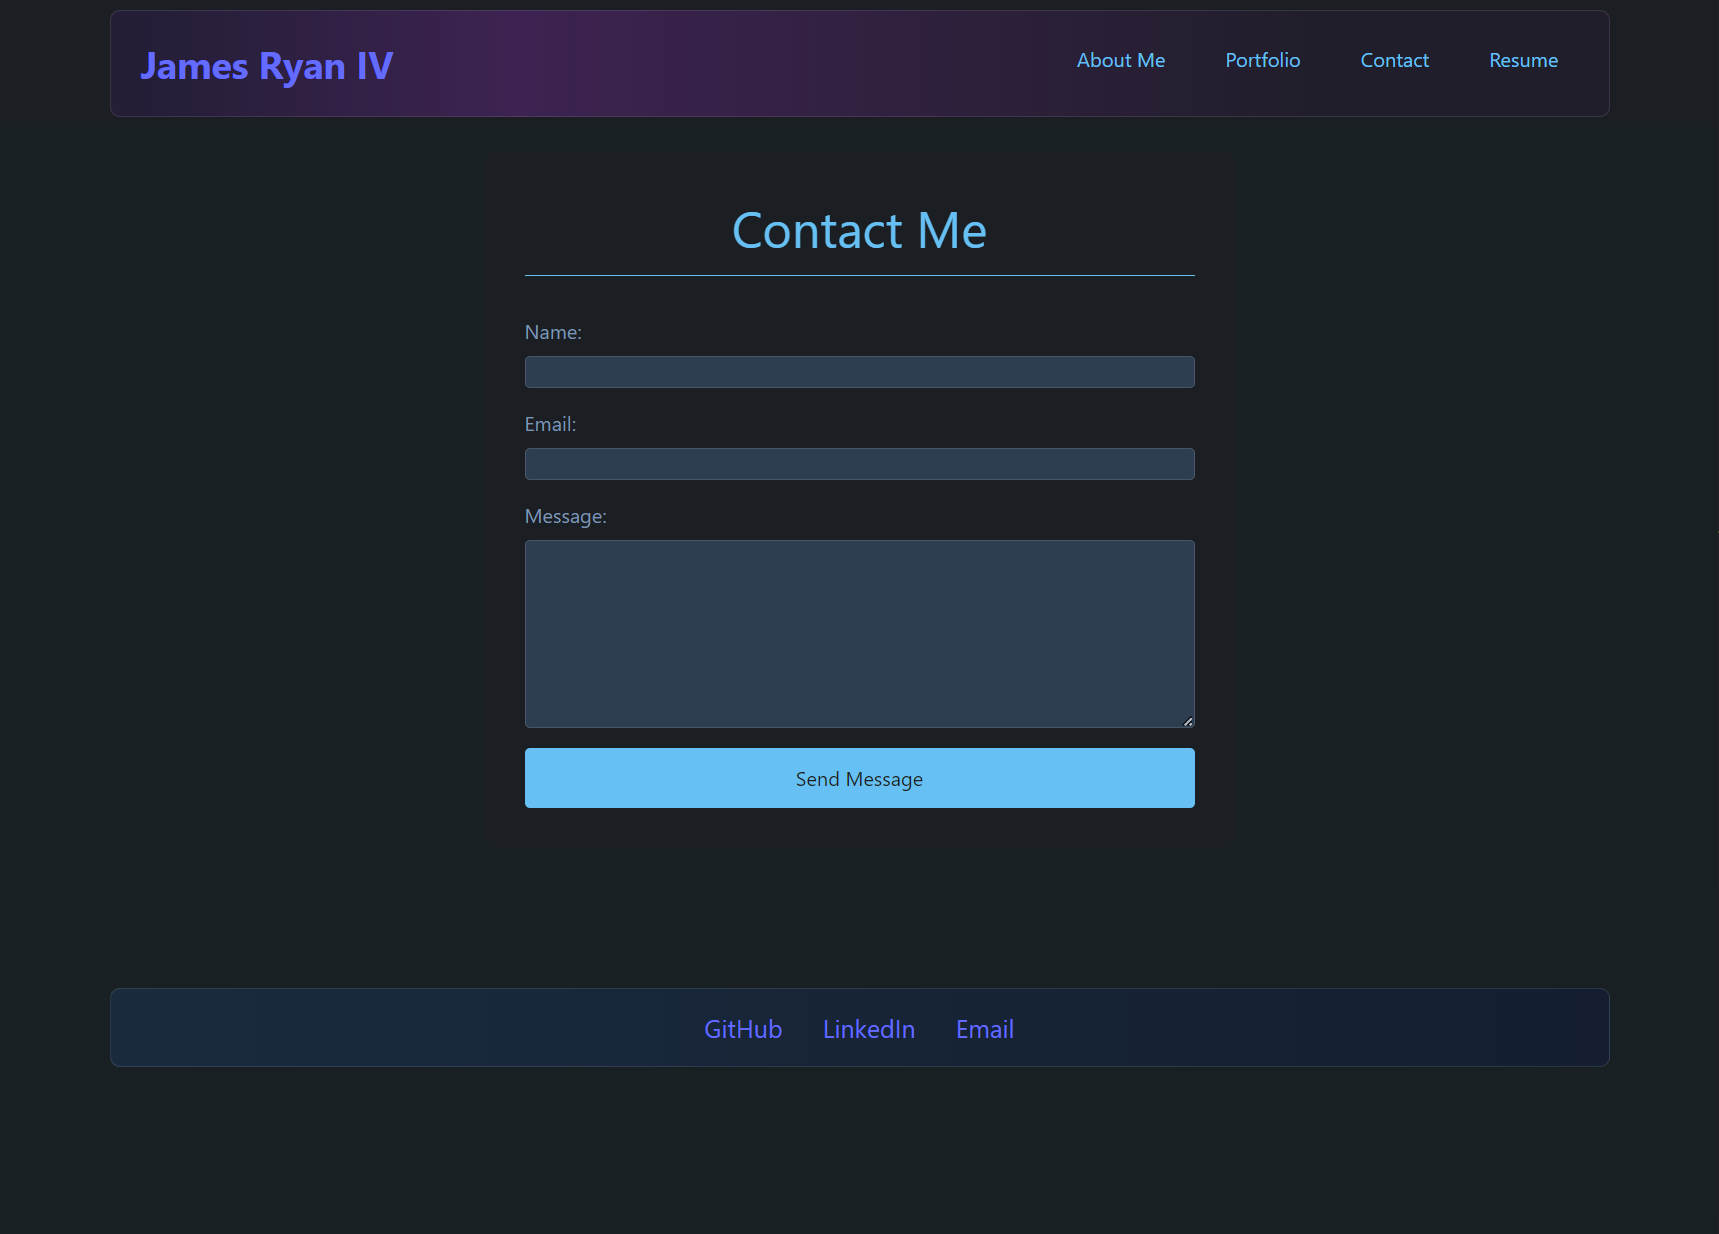 James Ryan IV
About Me Portfolio Contact Resume
Contact Me
Name:
Email:
Message:
Send Message
GitHub LinkedIn Email